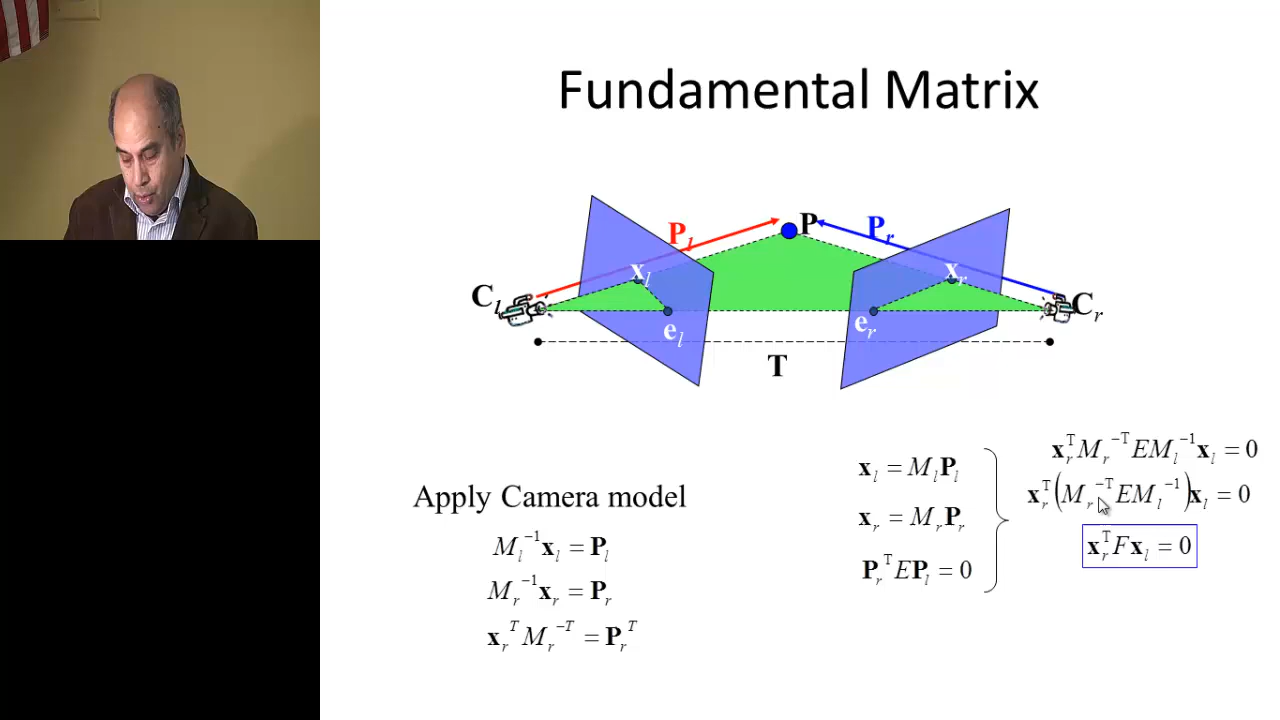 Fundamental Matrix
P
P_l
P_r
x_l
x_r
C_l
C_r
e_l
e_r
T
x_r^T M_r^{-T} E M_l^{-1} x_l = 0
x_l = M_l P_l
x_r^T (M_r^{-T} E M_l^{-1}) x_l = 0
Apply Camera model
x_r = M_r P_r
M_l^{-1} x_l = P_l
x_r^T F x_l = 0
P_r^T E P_l = 0
M_r^{-1} x_r = P_r
x_r^T M_r^{-T} = P_r^T